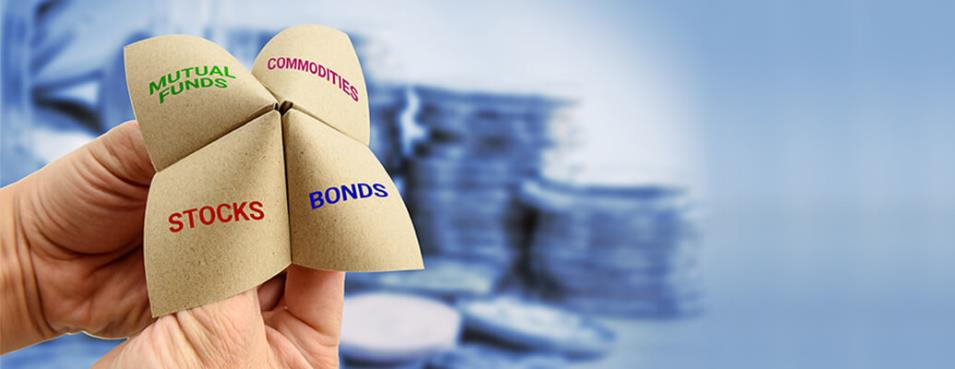 MUTUAL
FUNDS
COMMODITIES
STOCKS
BONDS